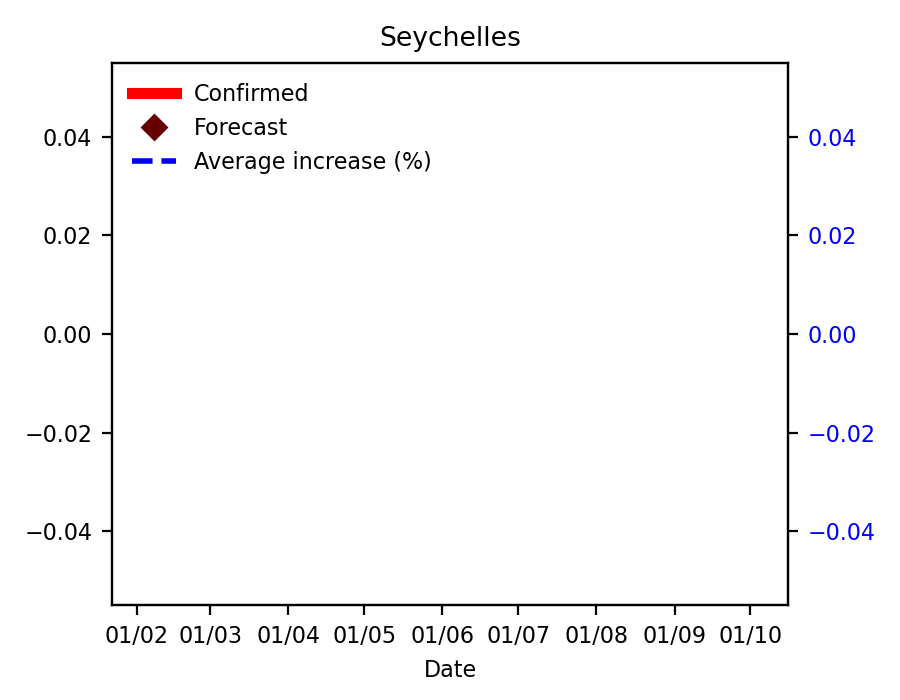 Seychelles
Confirmed
Forecast
Average increase (%)
0.04 0.04
0.02 0.02
0.00 0.00
−0.02 −0.02
−0.04 −0.04
01/02 01/03 01/04 01/05 01/06 01/07 01/08 01/09 01/10
Date